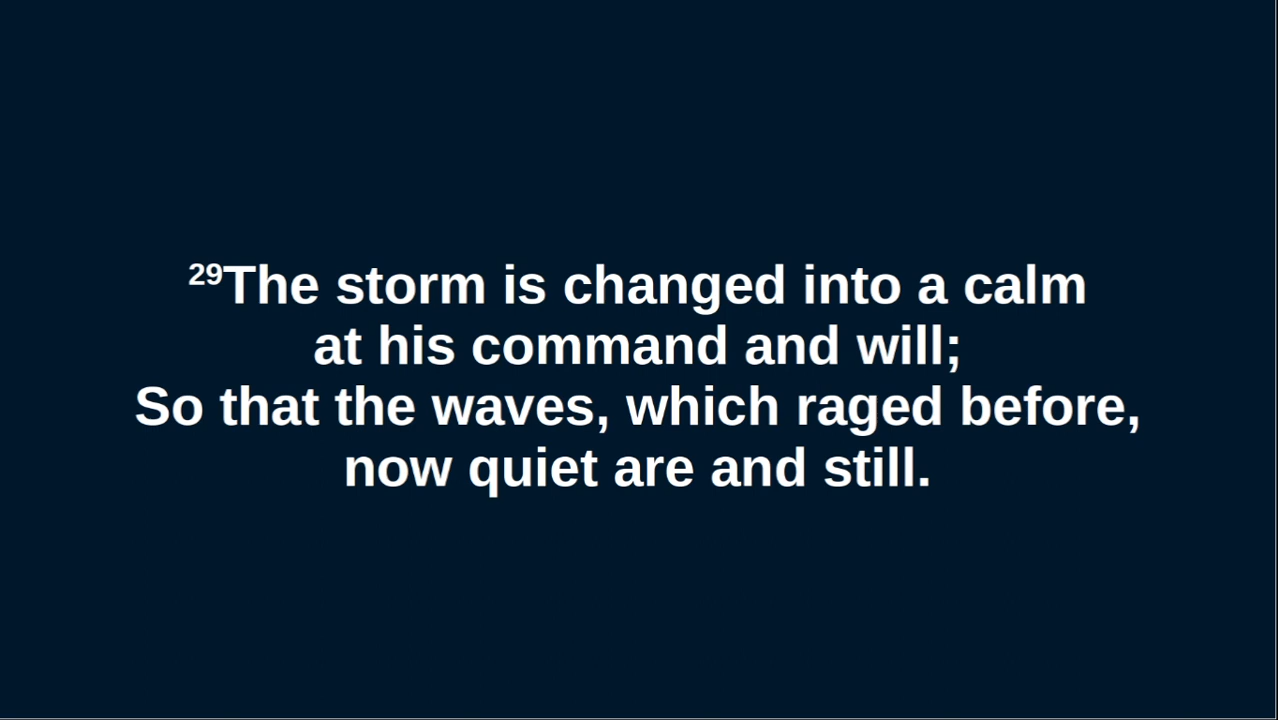 29The storm is changed into a calm
at his command and will;
So that the waves, which raged before,
now quiet are and still.